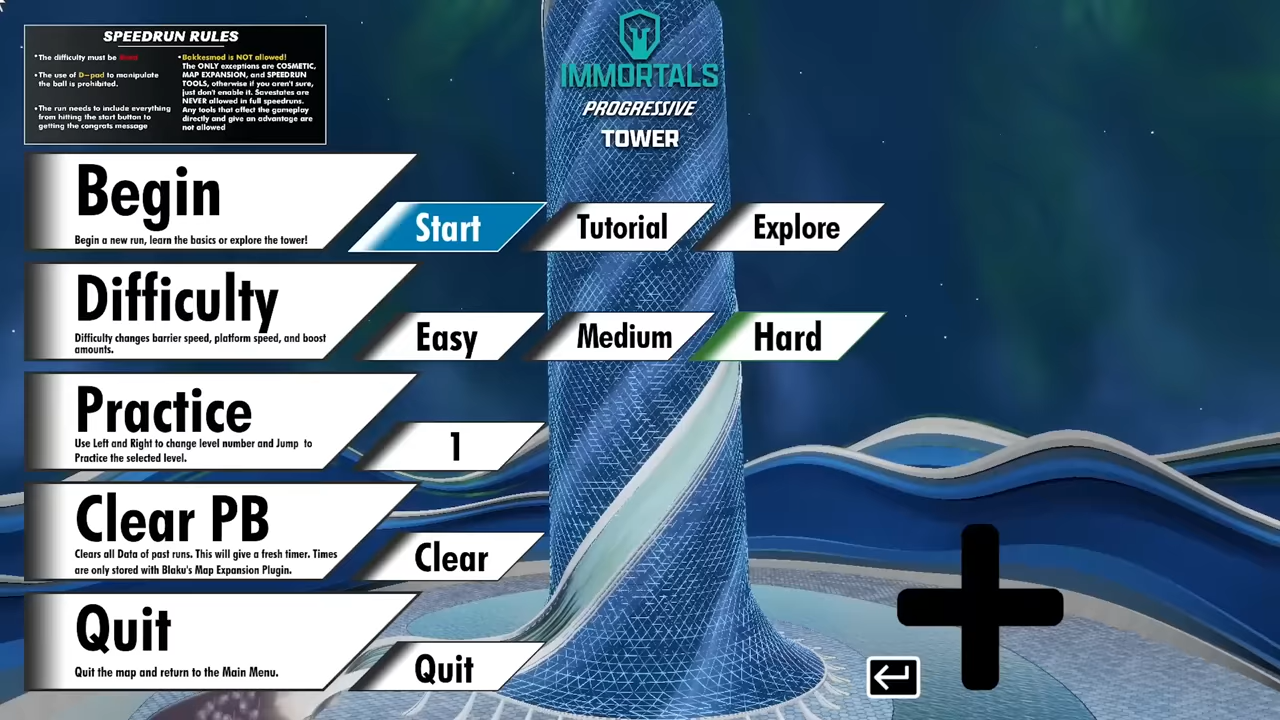 SPEEDRUN RULES
•The difficulty must be Hard
•The use of D-pad to manipulate
the ball is prohibited.
•The run needs to include everything
from hitting the start button to
getting the congrats message
•Bakkesmod is NOT allowed!
The ONLY exceptions are COSMETIC,
MAP EXPANSION, and SPEEDRUN
TOOLS, otherwise if you aren't sure,
just don't enable it. Savestates are
NEVER allowed in full speedruns.
Any tools that affect the gameplay
directly and give an advantage are
not allowed
IMMORTALS
PROGRESSIVE
TOWER
Begin
Begin a new run, learn the basics or explore the tower!
Start
Tutorial
Explore
Difficulty
Difficulty changes barrier speed, platform speed, and boost
amounts.
Easy
Medium
Hard
Practice
Use Left and Right to change level number and Jump to
Practice the selected level.
1
Clear PB
Clears all Data of past runs. This will give a fresh timer. Times
are only stored with Blaku's Map Expansion Plugin.
Clear
Quit
Quit the map and return to the Main Menu.
Quit